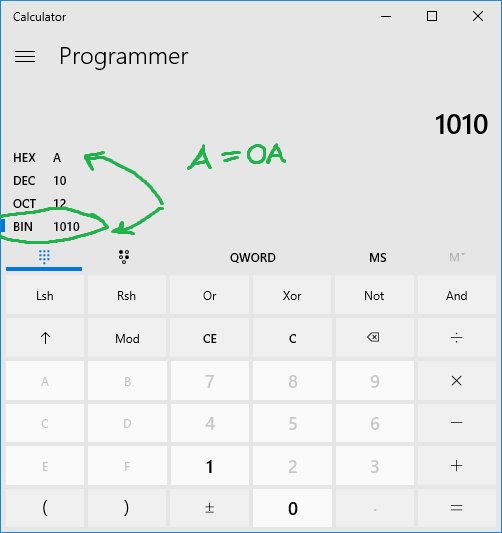 Calculator
Programmer
1010
A = 0A
HEX A
DEC 10
OCT 12
BIN 1010
QWORD MS M˅
Lsh Rsh Or Xor Not And
↑ Mod CE C ⌫ ÷
A B 7 8 9 ×
C D 4 5 6 −
E F 1 2 3 +
( ) ± 0 . =